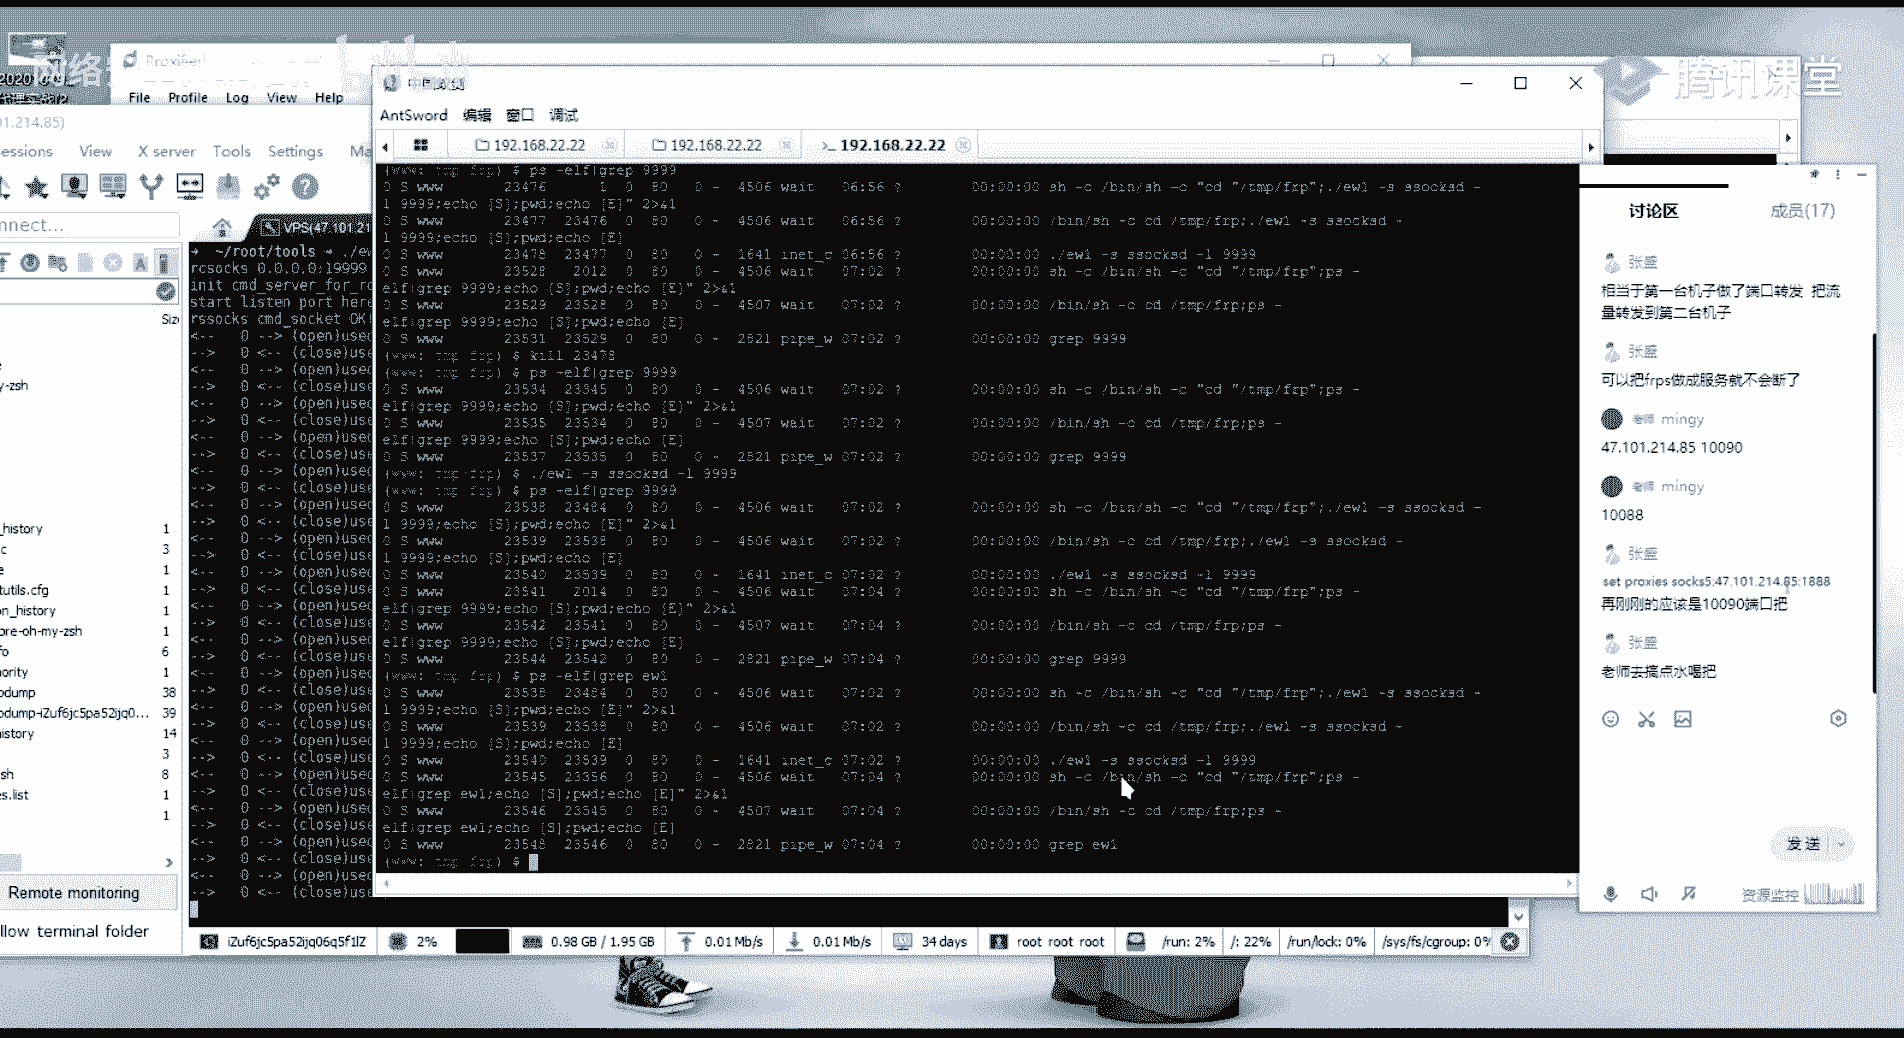 Proxifier
File Profile Log View Help
AntSword 编辑 窗口 调试
192.168.22.22
192.168.22.22
>_ 192.168.22.22
腾讯课堂
01.214.85)
essions View X server Tools Settings Ma
nnect...
VPS(47.101.21
Siz
y-zsh
_history 1
c 3
e 1
tutils.cfg 1
on_history 1
ore-oh-my-zsh 1
fo 6
nority 1
odump 38
odump-iZuf6jc5pa52ijq0... 39
istory 14
3
sh 8
es.list 1
1
Remote monitoring
llow terminal folder
→ ~/root/tools → ./ew
rcsocks 0.0.0.0:19999
init cmd_server_for_rc
start listen port here
rssocks cmd_socket OK!
<-- 0 --> (open)used
--> 0 <-- (close)use
(www: tmp frp) $ ps -elf|grep 9999
0 S www 23476 1 0 80 0 - 4506 wait 06:56 ? 00:00:00 sh -c /bin/sh -c "cd "/tmp/frp";./ew1 -s ssocksd -
l 9999;echo [S];pwd;echo [E]" 2>&1
0 S www 23477 23476 0 80 0 - 4506 wait 06:56 ? 00:00:00 /bin/sh -c cd /tmp/frp;./ew1 -s ssocksd -
l 9999;echo [S];pwd;echo [E]
0 S www 23478 23477 0 80 0 - 1641 inet_c 06:56 ? 00:00:00 ./ew1 -s ssocksd -l 9999
0 S www 23528 2012 0 80 0 - 4506 wait 07:02 ? 00:00:00 sh -c /bin/sh -c "cd "/tmp/frp";ps -
elf|grep 9999;echo [S];pwd;echo [E]" 2>&1
0 S www 23529 23528 0 80 0 - 4507 wait 07:02 ? 00:00:00 /bin/sh -c cd /tmp/frp;ps -
elf|grep 9999;echo [S];pwd;echo [E]
0 S www 23531 23529 0 80 0 - 2821 pipe_w 07:02 ? 00:00:00 grep 9999
(www: tmp frp) $ kill 23478
(www: tmp frp) $ ps -elf|grep 9999
0 S www 23534 23345 0 80 0 - 4506 wait 07:02 ? 00:00:00 sh -c /bin/sh -c "cd "/tmp/frp";ps -
elf|grep 9999;echo [S];pwd;echo [E]" 2>&1
0 S www 23535 23534 0 80 0 - 4507 wait 07:02 ? 00:00:00 /bin/sh -c cd /tmp/frp;ps -
elf|grep 9999;echo [S];pwd;echo [E]
0 S www 23537 23535 0 80 0 - 2821 pipe_w 07:02 ? 00:00:00 grep 9999
(www: tmp frp) $ ./ew1 -s ssocksd -l 9999
(www: tmp frp) $ ps -elf|grep 9999
0 S www 23538 23484 0 80 0 - 4506 wait 07:02 ? 00:00:00 sh -c /bin/sh -c "cd "/tmp/frp";./ew1 -s ssocksd -
l 9999;echo [S];pwd;echo [E]" 2>&1
0 S www 23539 23538 0 80 0 - 4506 wait 07:02 ? 00:00:00 /bin/sh -c cd /tmp/frp;./ew1 -s ssocksd -
l 9999;echo [S];pwd;echo [E]
0 S www 23540 23539 0 80 0 - 1641 inet_c 07:02 ? 00:00:00 ./ew1 -s ssocksd -l 9999
0 S www 23541 2014 0 80 0 - 4506 wait 07:04 ? 00:00:00 sh -c /bin/sh -c "cd "/tmp/frp";ps -
elf|grep 9999;echo [S];pwd;echo [E]" 2>&1
0 S www 23542 23541 0 80 0 - 4507 wait 07:04 ? 00:00:00 /bin/sh -c cd /tmp/frp;ps -
elf|grep 9999;echo [S];pwd;echo [E]
0 S www 23544 23542 0 80 0 - 2821 pipe_w 07:04 ? 00:00:00 grep 9999
(www: tmp frp) $ ps -elf|grep ew1
0 S www 23538 23484 0 80 0 - 4506 wait 07:02 ? 00:00:00 sh -c /bin/sh -c "cd "/tmp/frp";./ew1 -s ssocksd -
l 9999;echo [S];pwd;echo [E]" 2>&1
0 S www 23539 23538 0 80 0 - 4506 wait 07:02 ? 00:00:00 /bin/sh -c cd /tmp/frp;./ew1 -s ssocksd -
l 9999;echo [S];pwd;echo [E]
0 S www 23540 23539 0 80 0 - 1641 inet_c 07:02 ? 00:00:00 ./ew1 -s ssocksd -l 9999
0 S www 23545 23356 0 80 0 - 4506 wait 07:04 ? 00:00:00 sh -c /bin/sh -c "cd "/tmp/frp";ps -
elf|grep ew1;echo [S];pwd;echo [E]" 2>&1
0 S www 23546 23545 0 80 0 - 4507 wait 07:04 ? 00:00:00 /bin/sh -c cd /tmp/frp;ps -
elf|grep ew1;echo [S];pwd;echo [E]
0 S www 23548 23546 0 80 0 - 2821 pipe_w 07:04 ? 00:00:00 grep ew1
(www: tmp frp) $
讨论区 成员(17)
张盛
相当于第一台机子做了端口转发 把流
量转发到第二台机子
张盛
可以把frps做成服务就不会断了
老师 mingy
47.101.214.85 10090
老师 mingy
10088
张盛
set proxies socks5:47.101.214.85:1888
再刚刚的应该是10090端口把
张盛
老师去搞点水喝把
发送
资源监控
iZuf6jc5pa52ijq06q5f1lZ 2% 0.98 GB / 1.95 GB 0.01 Mb/s 0.01 Mb/s 34 days root root root /run: 2% /: 22% /run/lock: 0% /sys/fs/cgroup: 0%